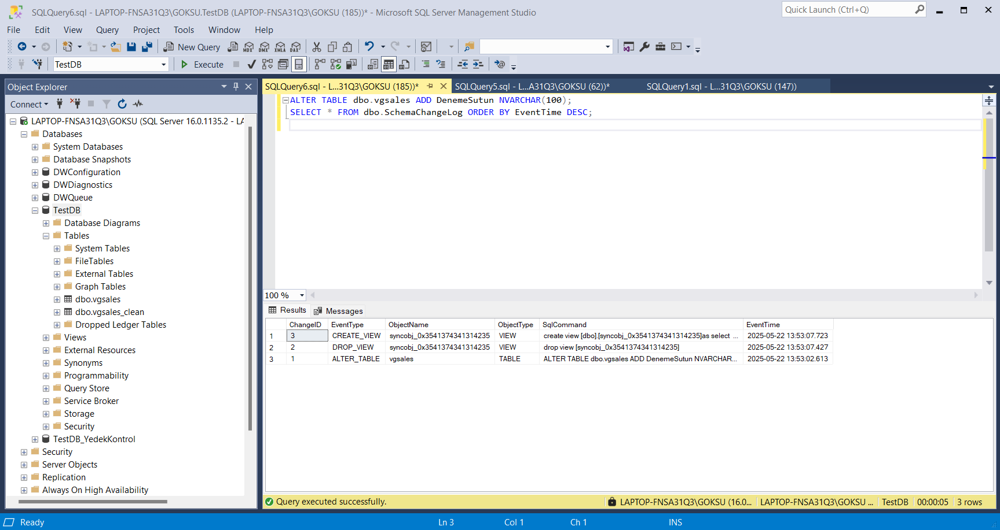 SQLQuery6.sql - LAPTOP-FNSA31Q3\GOKSU.TestDB (LAPTOP-FNSA31Q3\GOKSU (185))* - Microsoft SQL Server Management Studio
Quick Launch (Ctrl+Q)
File Edit View Query Project Tools Window Help
New Query MDX DMX XMLA DAX
TestDB Execute
Object Explorer
SQLQuery6.sql - L...31Q3\GOKSU (185))* SQLQuery5.sql - L...A31Q3\GOKSU (62))* SQLQuery1.sql - L...31Q3\GOKSU (147))
Connect
LAPTOP-FNSA31Q3\GOKSU (SQL Server 16.0.1135.2 - LA
Databases
System Databases
Database Snapshots
DWConfiguration
DWDiagnostics
DWQueue
TestDB
Database Diagrams
Tables
System Tables
FileTables
External Tables
Graph Tables
dbo.vgsales
dbo.vgsales_clean
Dropped Ledger Tables
Views
External Resources
Synonyms
Programmability
Query Store
Service Broker
Storage
Security
TestDB_YedekKontrol
Security
Server Objects
Replication
Always On High Availability
ALTER TABLE dbo.vgsales ADD DenemeSutun NVARCHAR(100);
SELECT * FROM dbo.SchemaChangeLog ORDER BY EventTime DESC;
100 %
Results Messages
ChangeID EventType ObjectName ObjectType SqlCommand EventTime
1 3 CREATE_VIEW syncobj_0x3541374341314235 VIEW create view [dbo].[syncobj_0x3541374341314235]as select ... 2025-05-22 13:53:07.723
2 2 DROP_VIEW syncobj_0x3541374341314235 VIEW drop view [syncobj_0x3541374341314235] 2025-05-22 13:53:07.427
3 1 ALTER_TABLE vgsales TABLE ALTER TABLE dbo.vgsales ADD DenemeSutun NVARCHAR... 2025-05-22 13:53:02.613
Query executed successfully. LAPTOP-FNSA31Q3\GOKSU (16.0... LAPTOP-FNSA31Q3\GOKSU ... TestDB 00:00:05 3 rows
Ready Ln 3 Col 1 Ch 1 INS